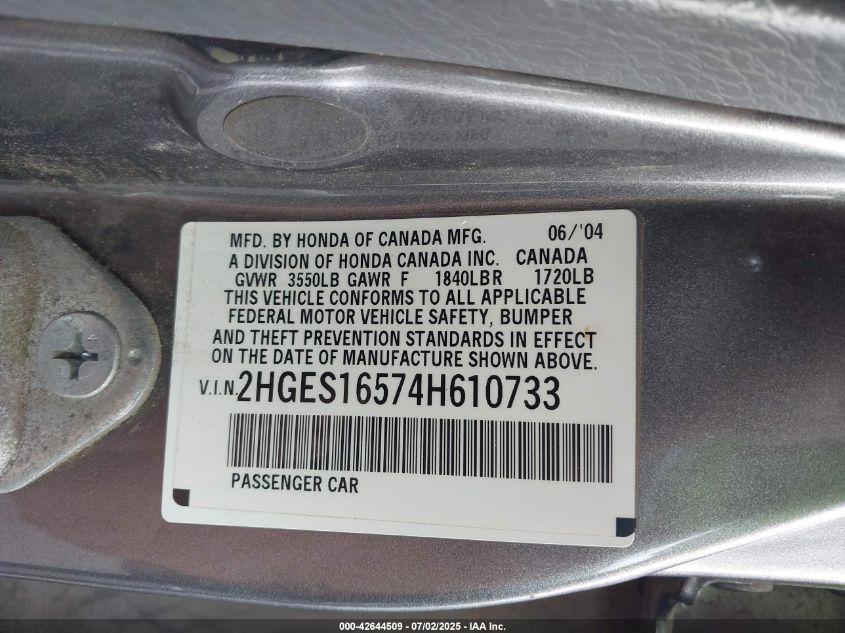 MFD. BY HONDA OF CANADA MFG. 06/'04
A DIVISION OF HONDA CANADA INC. CANADA
GVWR 3550LB GAWR F 1840LBR 1720LB
THIS VEHICLE CONFORMS TO ALL APPLICABLE
FEDERAL MOTOR VEHICLE SAFETY, BUMPER
AND THEFT PREVENTION STANDARDS IN EFFECT
ON THE DATE OF MANUFACTURE SHOWN ABOVE.
V.I.N. 2HGES16574H610733
PASSENGER CAR
000-42644509 - 07/02/2025 - IAA Inc.